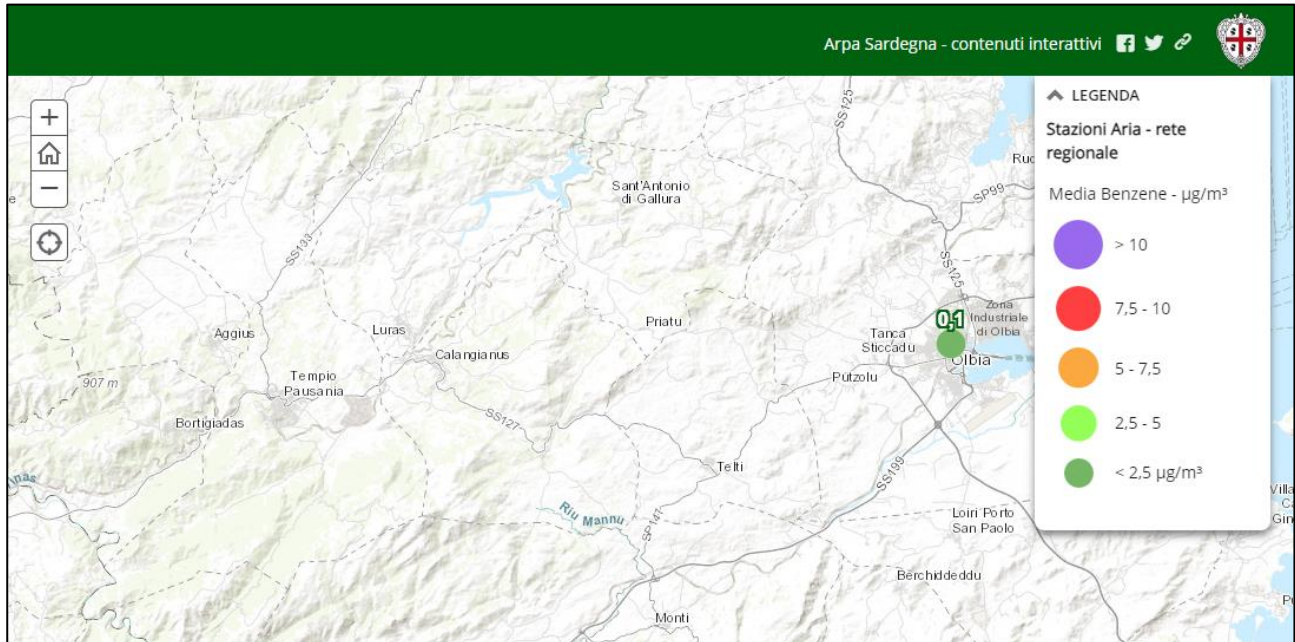 Arpa Sardegna - contenuti interattivi
LEGENDA
Stazioni Aria - rete
regionale
Media Benzene - µg/m³
> 10
7,5 - 10
5 - 7,5
2,5 - 5
< 2,5 µg/m³
+
−
SS125
SP99
Sant'Antonio
di Gallura
SS133
SS125
Zona
Industriale
di Olbia
0,1
Aggius
Luras
Priatu
Tanca
Sticcadu
Olbia
Calangianus
907 m
Tempio
Pausania
Putzolu
Bortigiadas
SS127
Telti
SS199
Riu Mannu
SP147
Loiri Porto
San Paolo
Berchiddeddu
Monti